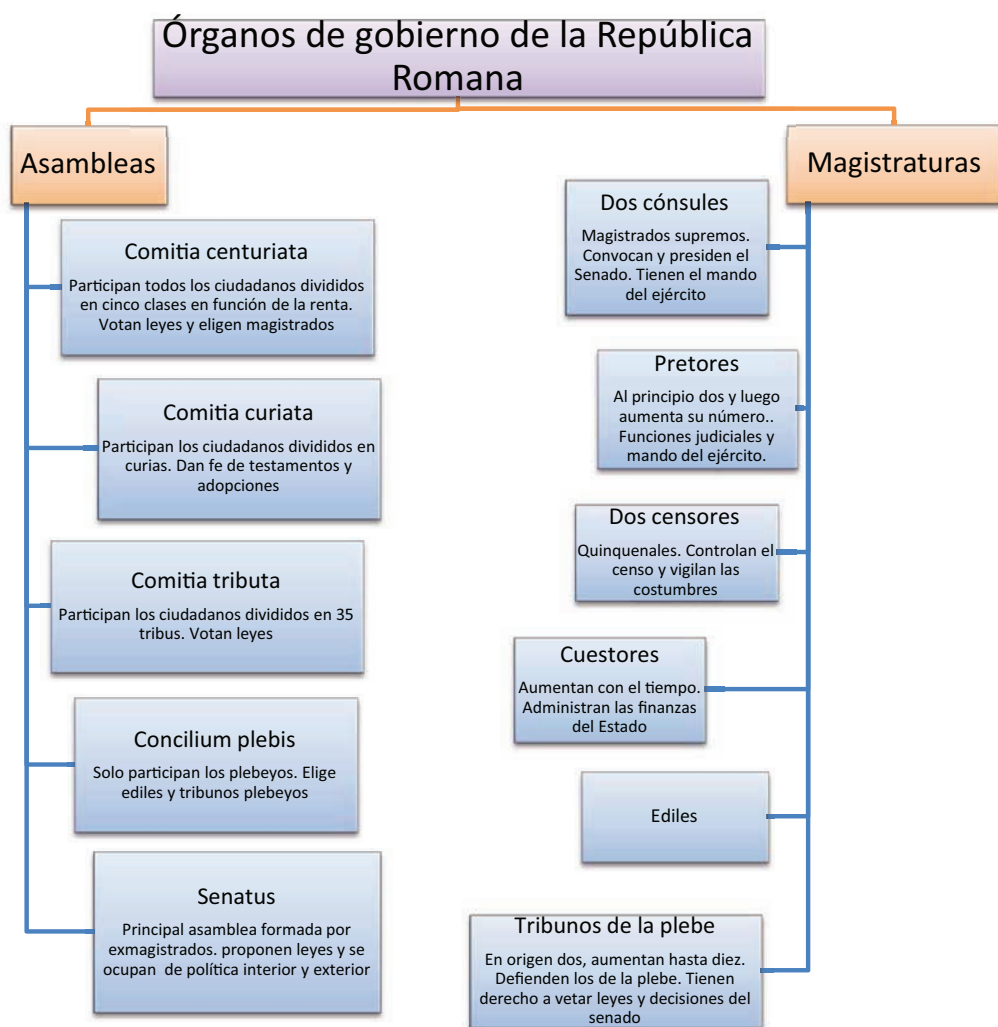 Órganos de gobierno de la República
Romana
Asambleas
Comitia centuriata
Participan todos los ciudadanos divididos
en cinco clases en función de la renta.
Votan leyes y eligen magistrados
Comitia curiata
Participan los ciudadanos divididos en
curias. Dan fe de testamentos y
adopciones
Comitia tributa
Participan los ciudadanos divididos en 35
tribus. Votan leyes
Concilium plebis
Solo participan los plebeyos. Elige
ediles y tribunos plebeyos
Senatus
Principal asamblea formada por
exmagistrados. proponen leyes y se
ocupan de política interior y exterior
Magistraturas
Dos cónsules
Magistrados supremos.
Convocan y presiden el
Senado. Tienen el mando
del ejército
Pretores
Al principio dos y luego
aumenta su número..
Funciones judiciales y
mando del ejército.
Dos censores
Quinquenales. Controlan el
censo y vigilan las
costumbres
Cuestores
Aumentan con el tiempo.
Administran las finanzas
del Estado
Ediles
Tribunos de la plebe
En origen dos, aumentan hasta diez.
Defienden los de la plebe. Tienen
derecho a vetar leyes y decisiones del
senado